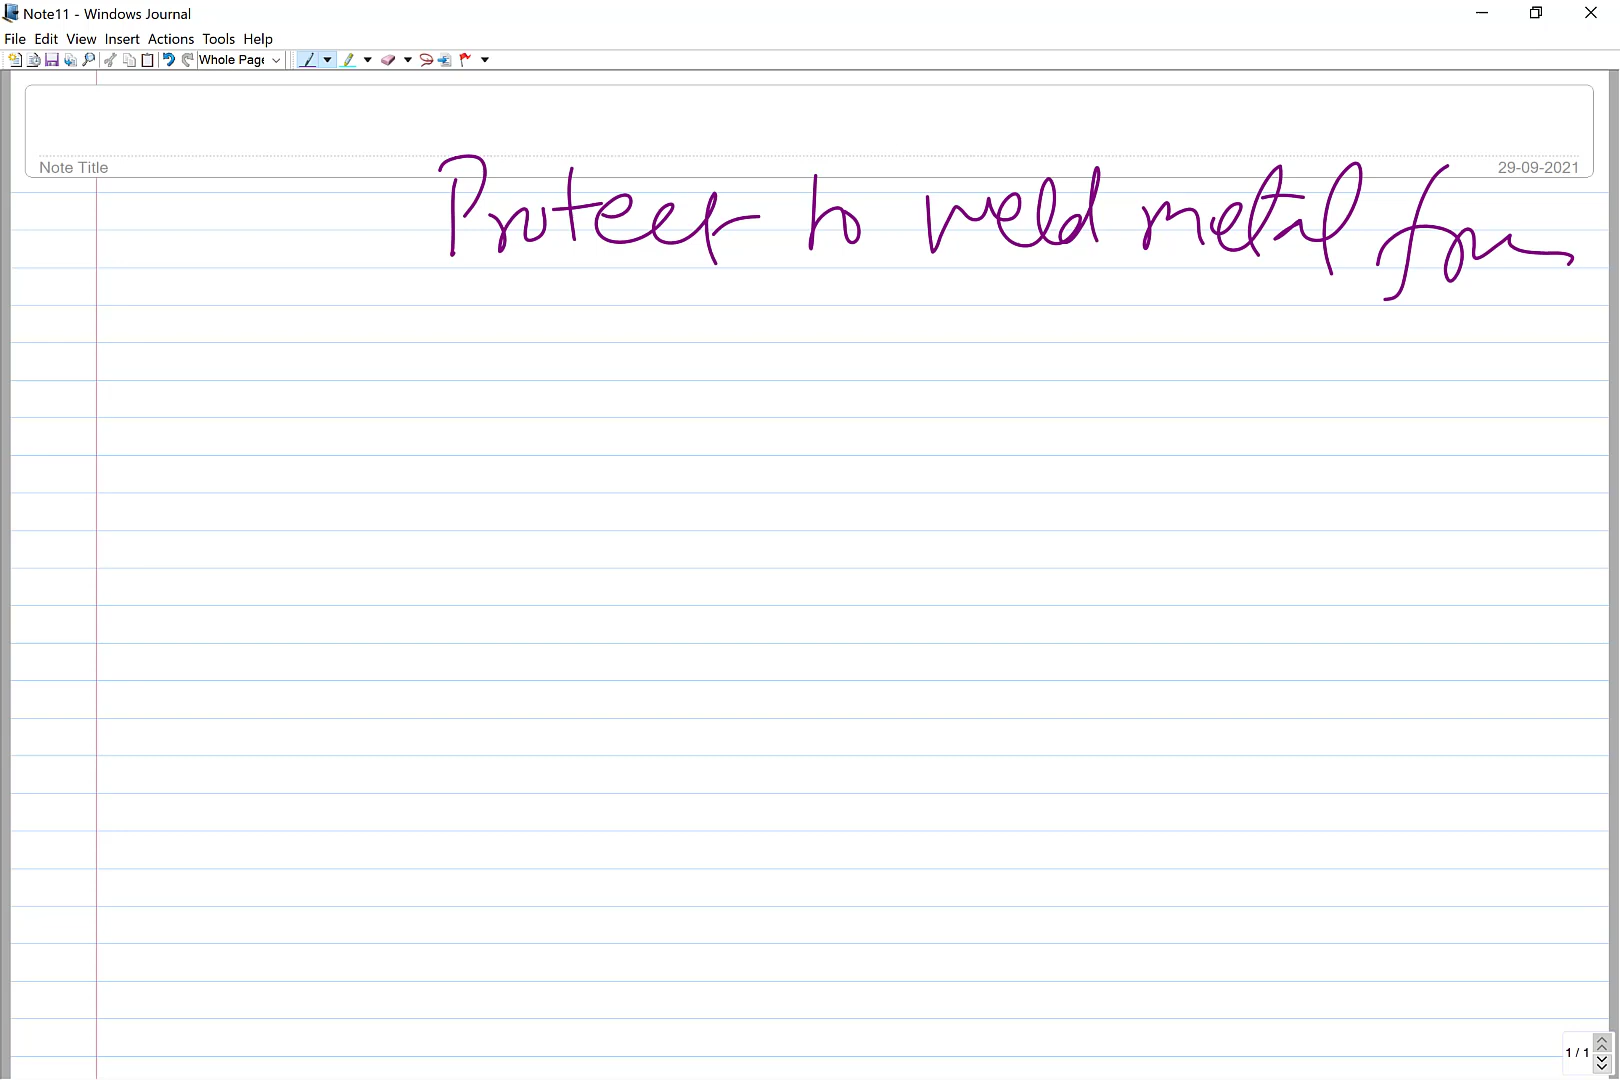 Note11 - Windows Journal
File Edit View Insert Actions Tools Help
Whole Page
Note Title
29-09-2021
Protect to weld metal from
1 / 1